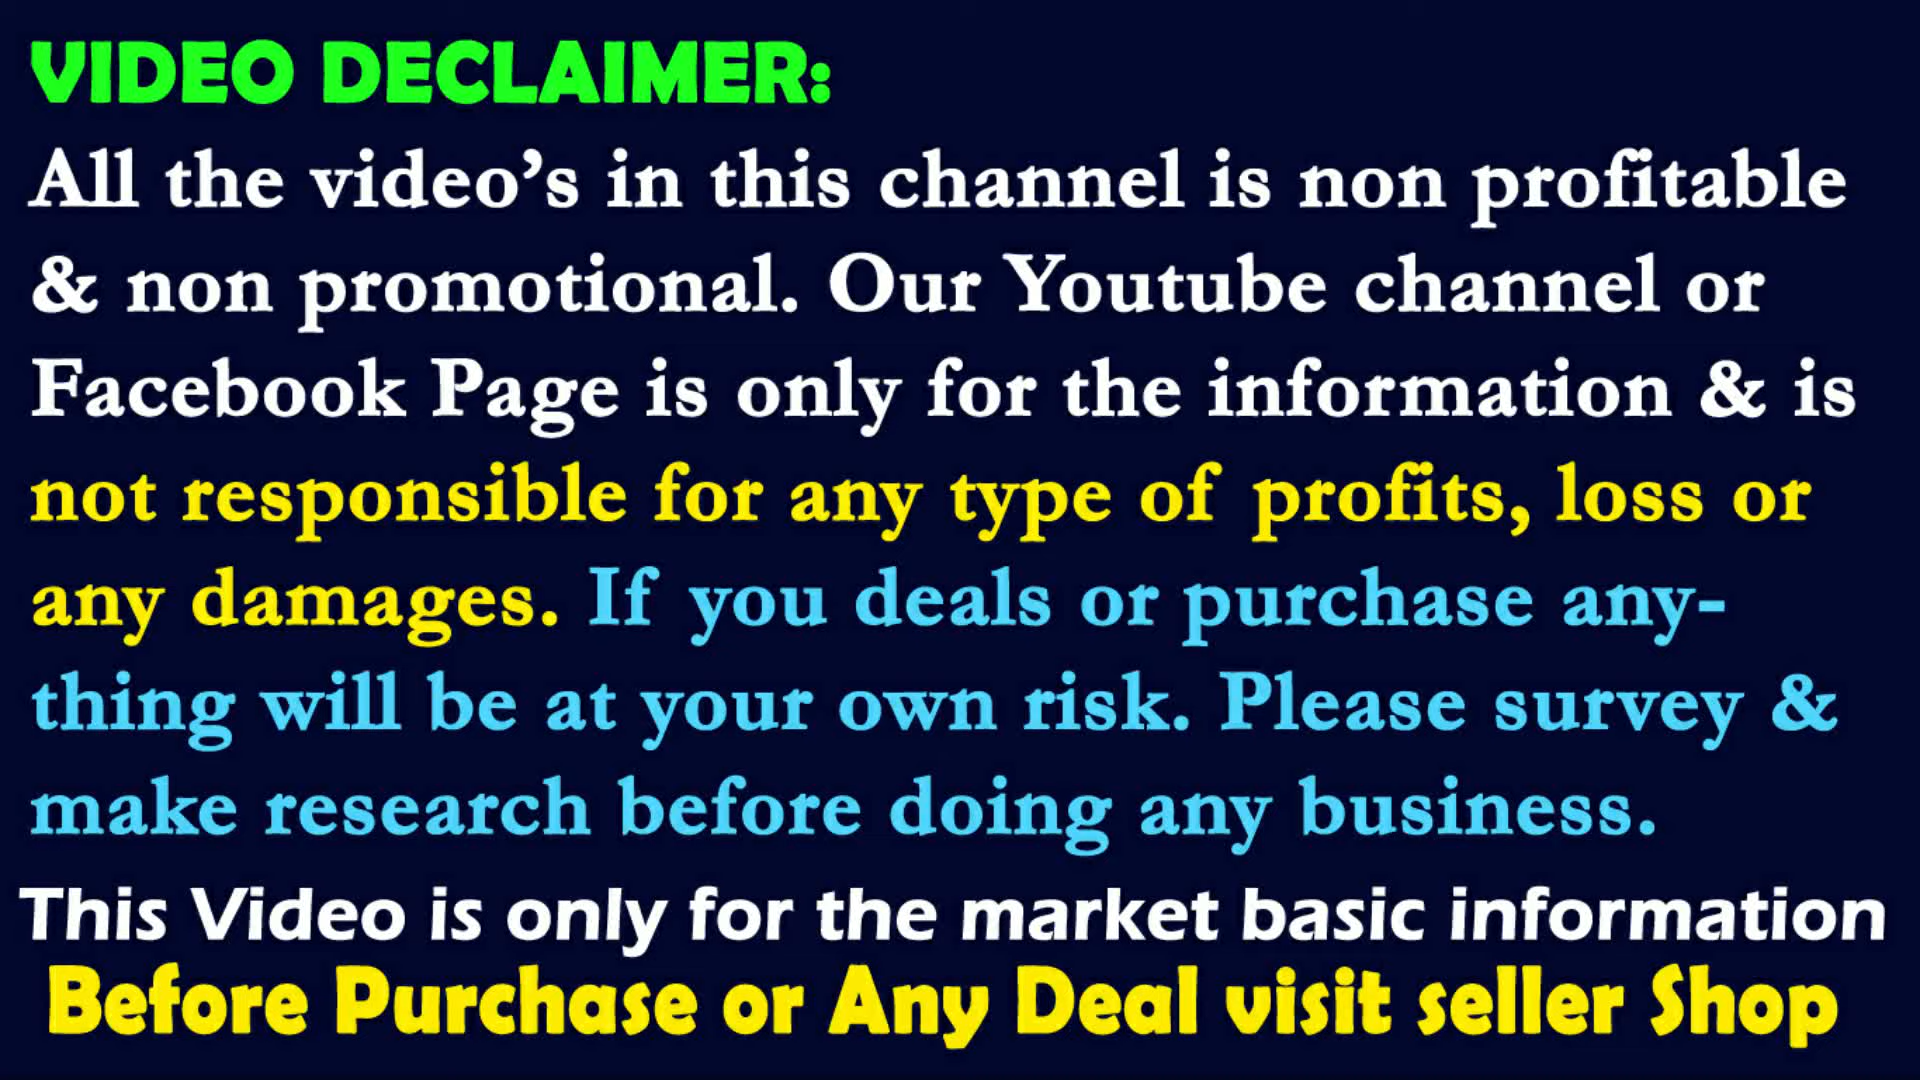 VIDEO DECLAIMER:
All the video’s in this channel is non profitable
& non promotional. Our Youtube channel or
Facebook Page is only for the information & is
not responsible for any type of profits, loss or
any damages. If you deals or purchase any-
thing will be at your own risk. Please survey &
make research before doing any business.
This Video is only for the market basic information
Before Purchase or Any Deal visit seller Shop